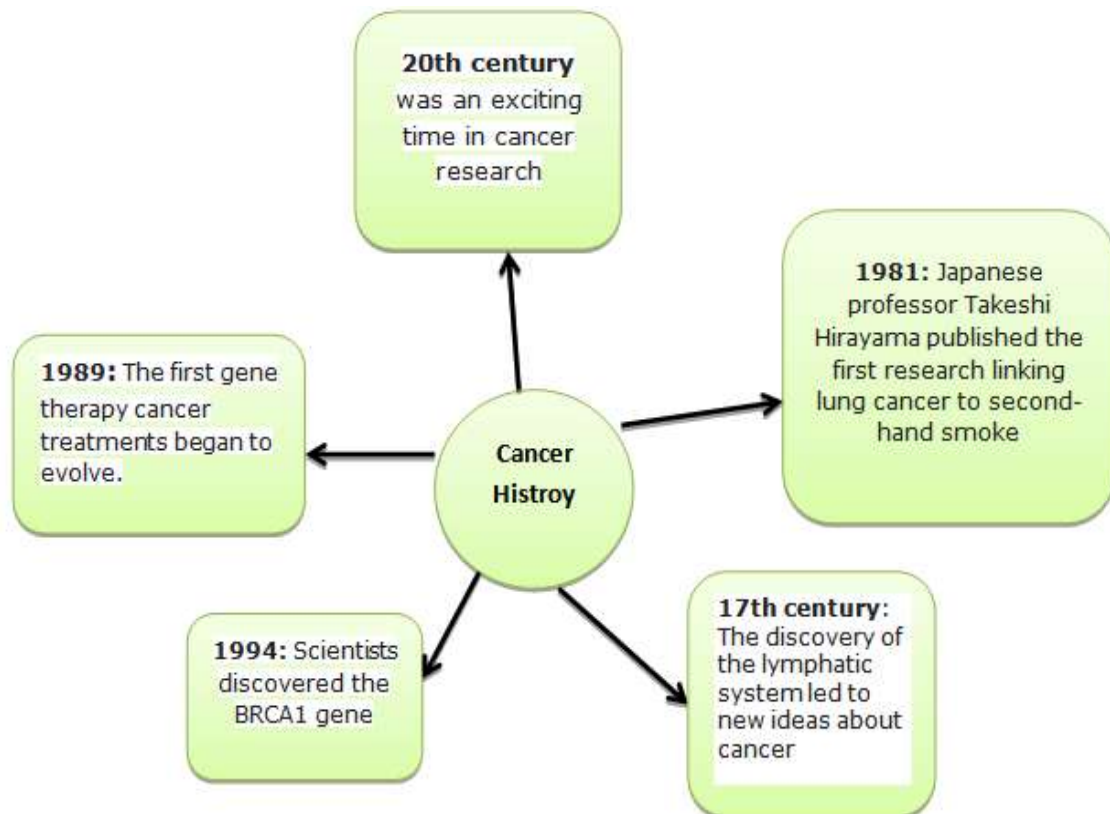 20th century
was an exciting
time in cancer
research
1981: Japanese
professor Takeshi
Hirayama published the
first research linking
lung cancer to second-
hand smoke
1989: The first gene
therapy cancer
treatments began to
evolve.
Cancer
Histroy
1994: Scientists
discovered the
BRCA1 gene
17th century:
The discovery of
the lymphatic
system led to
new ideas about
cancer